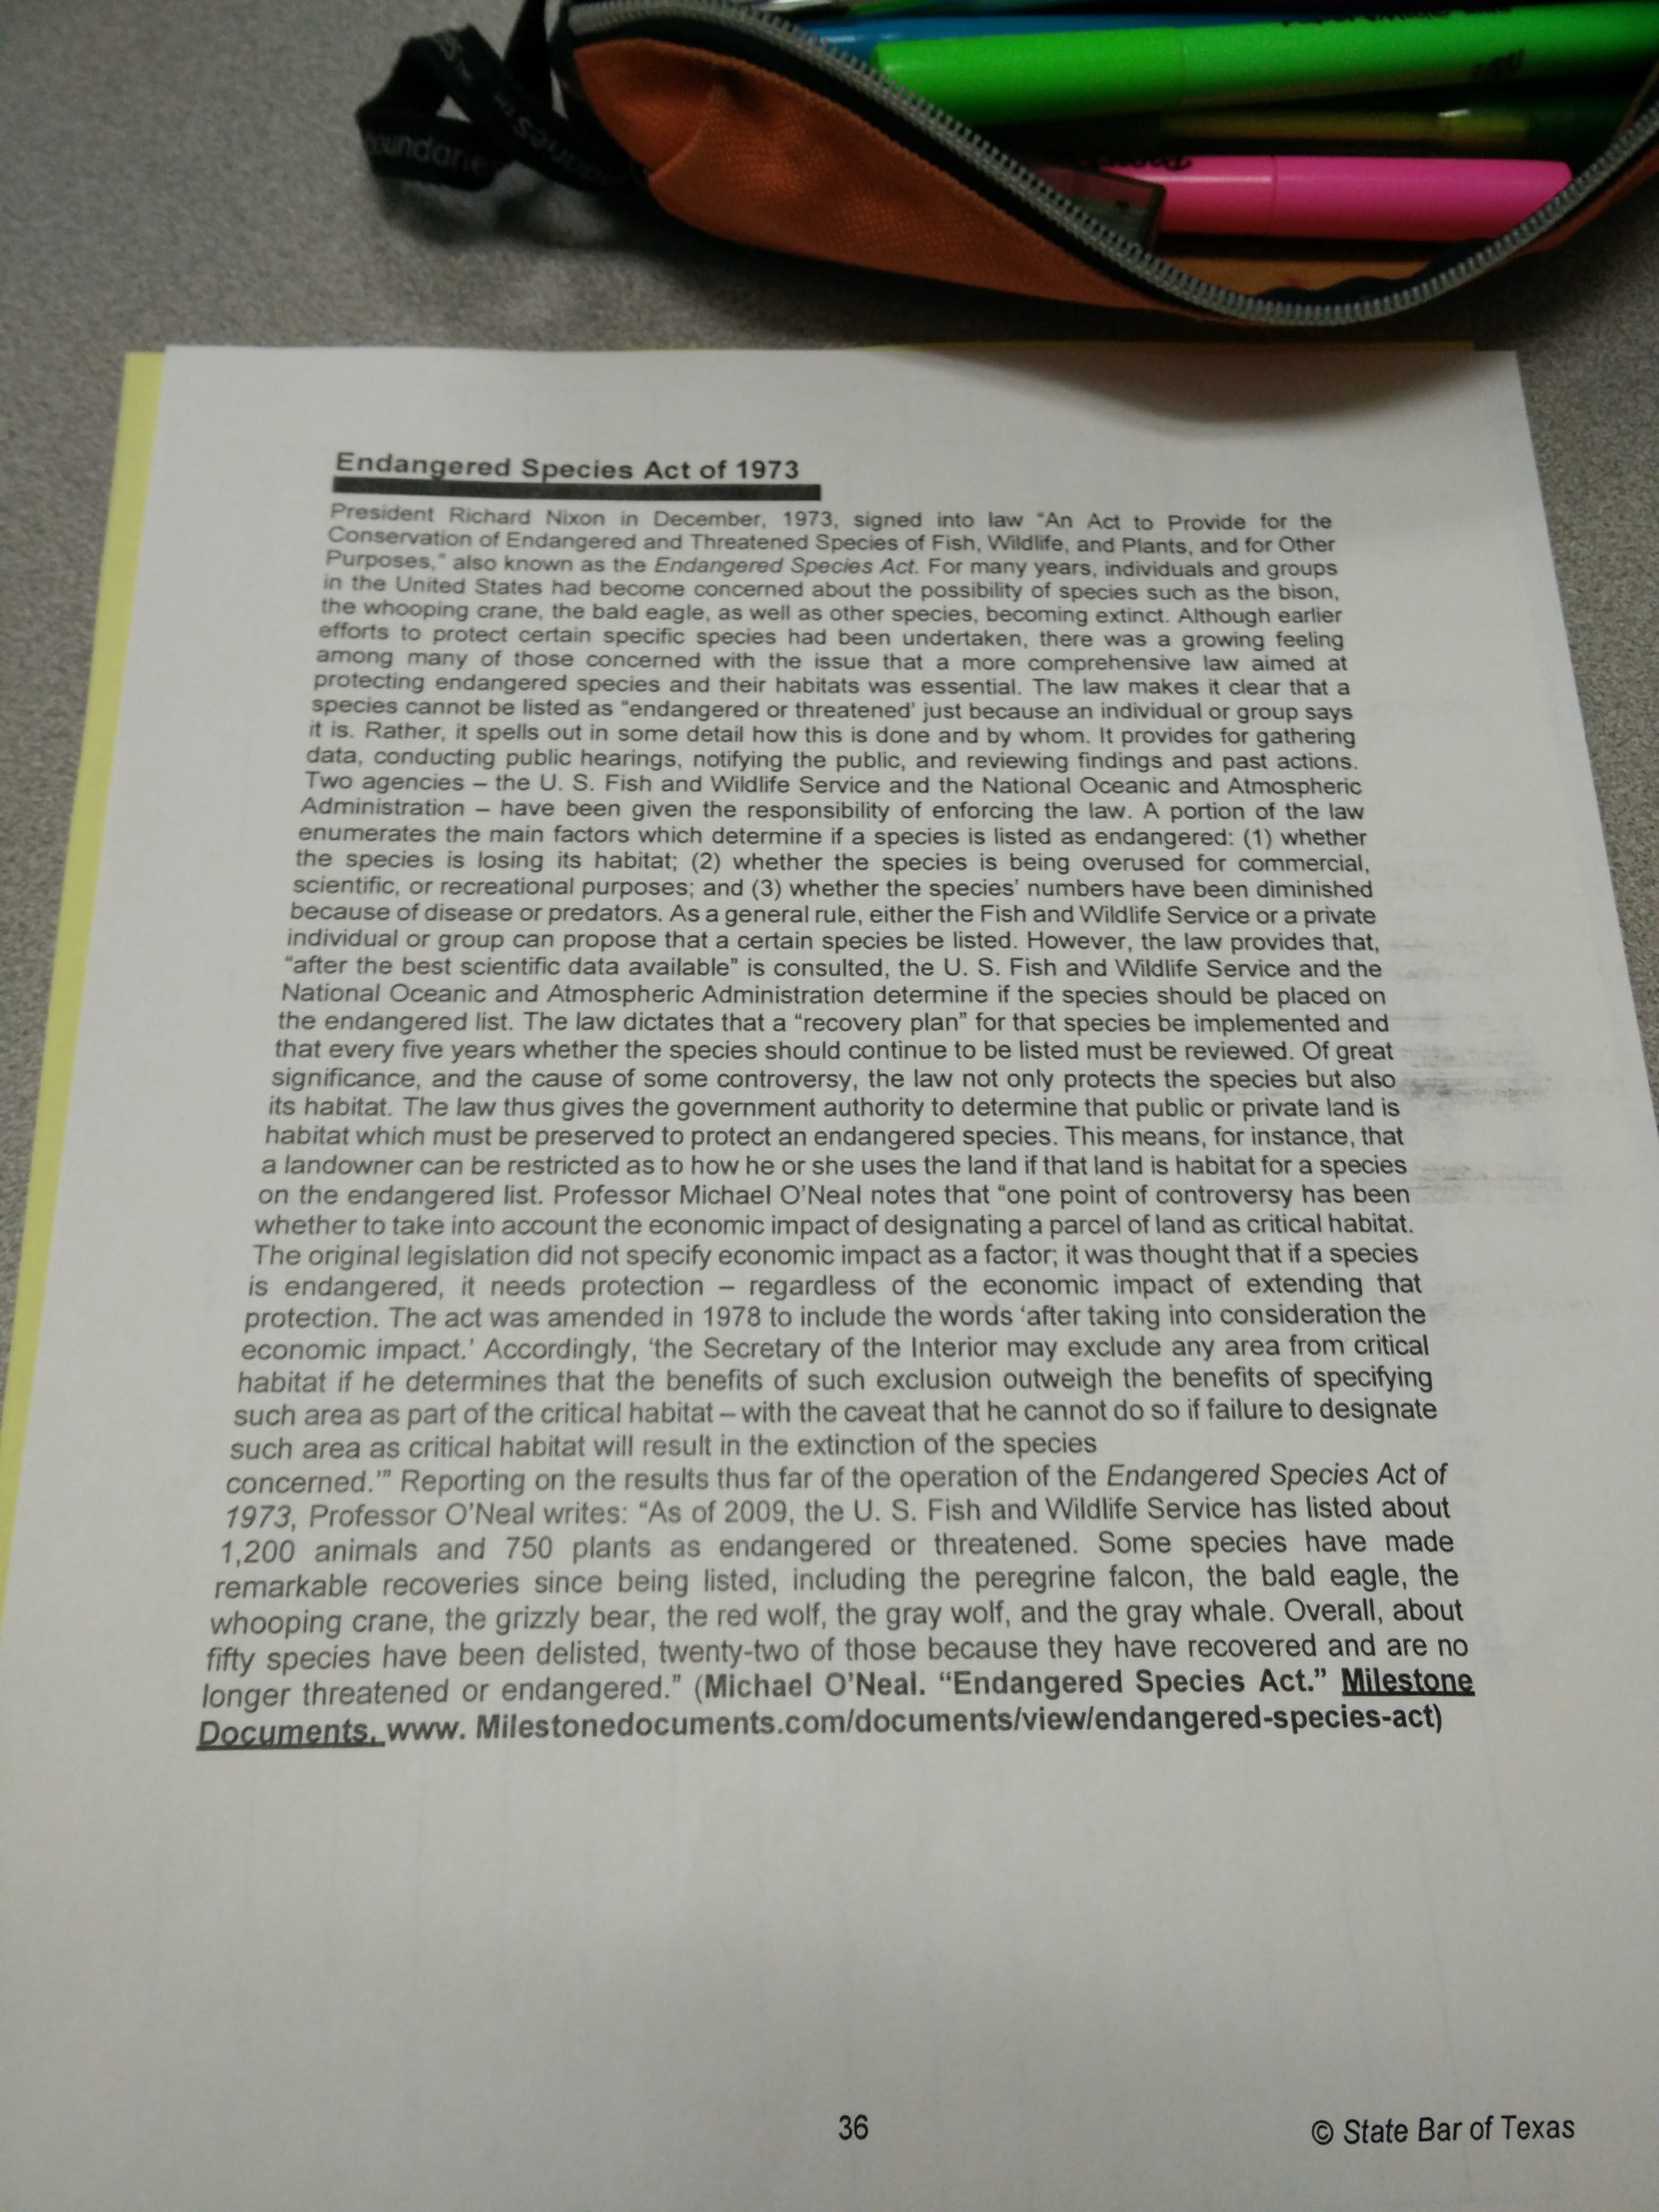 boundarie
Endangered Species Act of 1973
President Richard Nixon in December, 1973, signed into law “An Act to Provide for the
Conservation of Endangered and Threatened Species of Fish, Wildlife, and Plants, and for Other
Purposes,” also known as the Endangered Species Act. For many years, individuals and groups
in the United States had become concerned about the possibility of species such as the bison,
the whooping crane, the bald eagle, as well as other species, becoming extinct. Although earlier
efforts to protect certain specific species had been undertaken, there was a growing feeling
among many of those concerned with the issue that a more comprehensive law aimed at
protecting endangered species and their habitats was essential. The law makes it clear that a
species cannot be listed as “endangered or threatened’ just because an individual or group says
it is. Rather, it spells out in some detail how this is done and by whom. It provides for gathering
data, conducting public hearings, notifying the public, and reviewing findings and past actions.
Two agencies – the U. S. Fish and Wildlife Service and the National Oceanic and Atmospheric
Administration – have been given the responsibility of enforcing the law. A portion of the law
enumerates the main factors which determine if a species is listed as endangered: (1) whether
the species is losing its habitat; (2) whether the species is being overused for commercial,
scientific, or recreational purposes; and (3) whether the species’ numbers have been diminished
because of disease or predators. As a general rule, either the Fish and Wildlife Service or a private
individual or group can propose that a certain species be listed. However, the law provides that,
“after the best scientific data available” is consulted, the U. S. Fish and Wildlife Service and the
National Oceanic and Atmospheric Administration determine if the species should be placed on
the endangered list. The law dictates that a “recovery plan” for that species be implemented and
that every five years whether the species should continue to be listed must be reviewed. Of great
significance, and the cause of some controversy, the law not only protects the species but also
its habitat. The law thus gives the government authority to determine that public or private land is
habitat which must be preserved to protect an endangered species. This means, for instance, that
a landowner can be restricted as to how he or she uses the land if that land is habitat for a species
on the endangered list. Professor Michael O’Neal notes that “one point of controversy has been
whether to take into account the economic impact of designating a parcel of land as critical habitat.
The original legislation did not specify economic impact as a factor; it was thought that if a species
is endangered, it needs protection – regardless of the economic impact of extending that
protection. The act was amended in 1978 to include the words ‘after taking into consideration the
economic impact.’ Accordingly, ‘the Secretary of the Interior may exclude any area from critical
habitat if he determines that the benefits of such exclusion outweigh the benefits of specifying
such area as part of the critical habitat – with the caveat that he cannot do so if failure to designate
such area as critical habitat will result in the extinction of the species
concerned.’” Reporting on the results thus far of the operation of the Endangered Species Act of
1973, Professor O’Neal writes: “As of 2009, the U. S. Fish and Wildlife Service has listed about
1,200 animals and 750 plants as endangered or threatened. Some species have made
remarkable recoveries since being listed, including the peregrine falcon, the bald eagle, the
whooping crane, the grizzly bear, the red wolf, the gray wolf, and the gray whale. Overall, about
fifty species have been delisted, twenty-two of those because they have recovered and are no
longer threatened or endangered.” (Michael O’Neal. “Endangered Species Act.” Milestone
Documents, www. Milestonedocuments.com/documents/view/endangered-species-act)
36
© State Bar of Texas